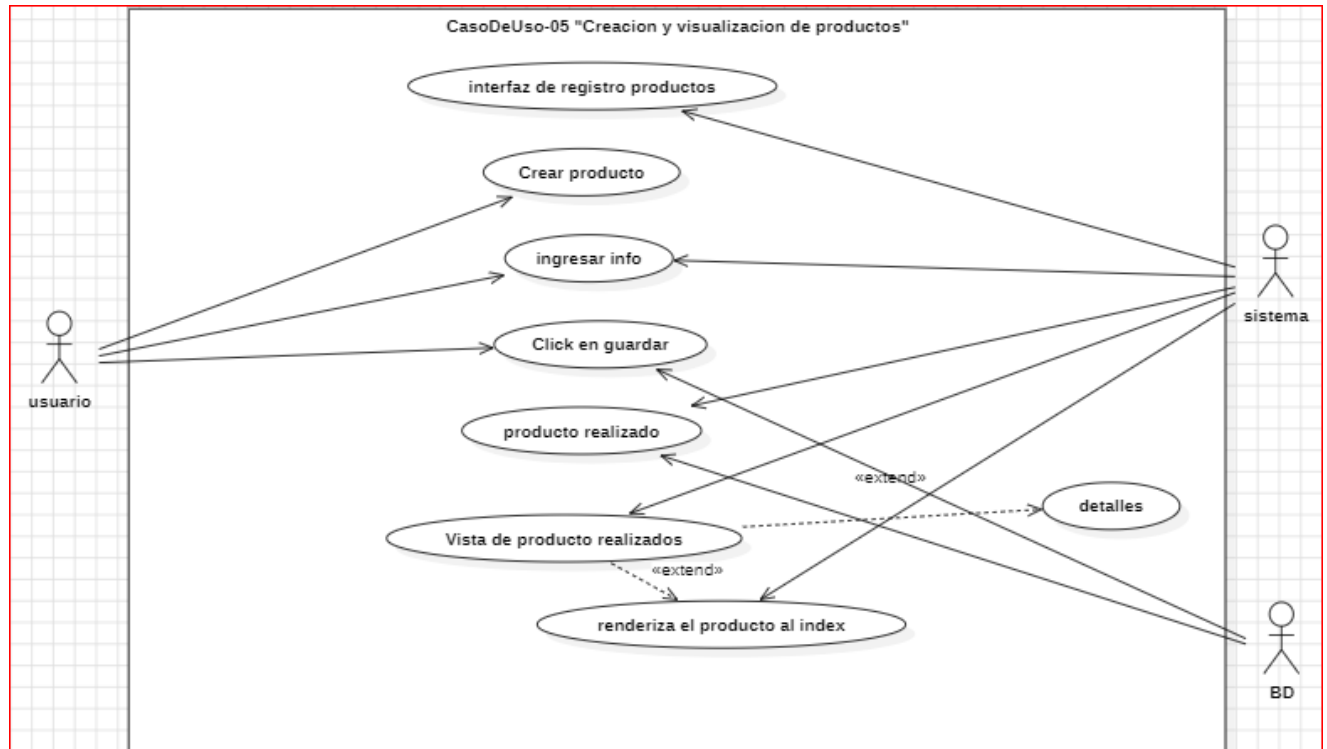 CasoDeUso-05 "Creacion y visualizacion de productos"
interfaz de registro productos
Crear producto
ingresar info
sistema
Click en guardar
usuario
producto realizado
«extend»
detalles
Vista de producto realizados
«extend»
renderiza el producto al index
BD